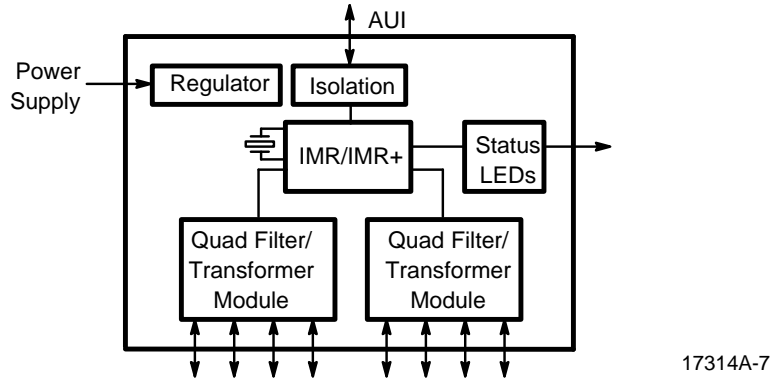 AUI
Power
Supply
Regulator
Isolation
IMR/IMR+
Status
LEDs
Quad Filter/
Transformer
Module
Quad Filter/
Transformer
Module
17314A-7